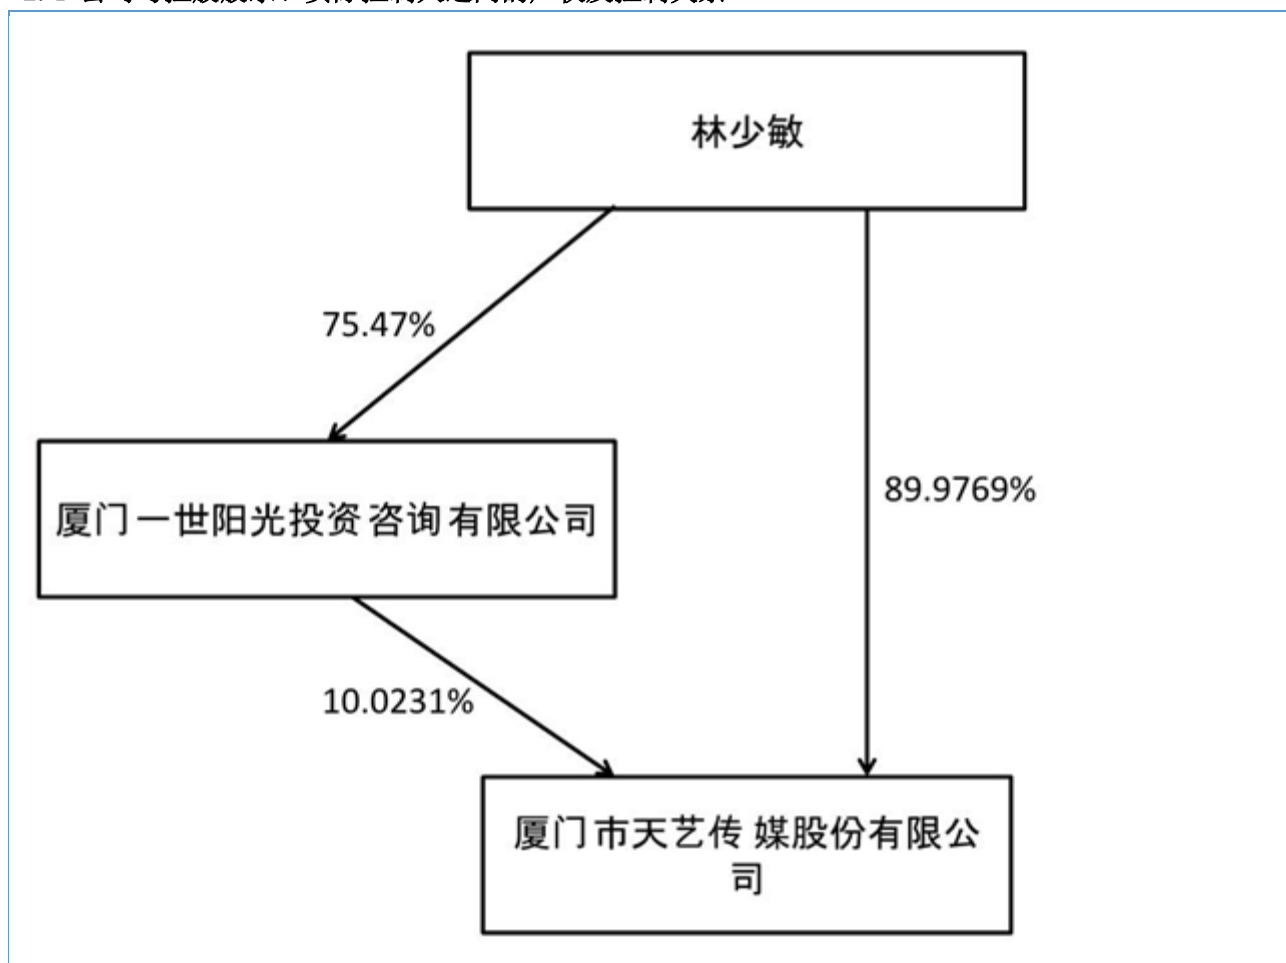 林少敏
75.47%
厦门一世阳光投资咨询有限公司
89.9769%
10.0231%
厦门市天艺传媒股份有限公
司